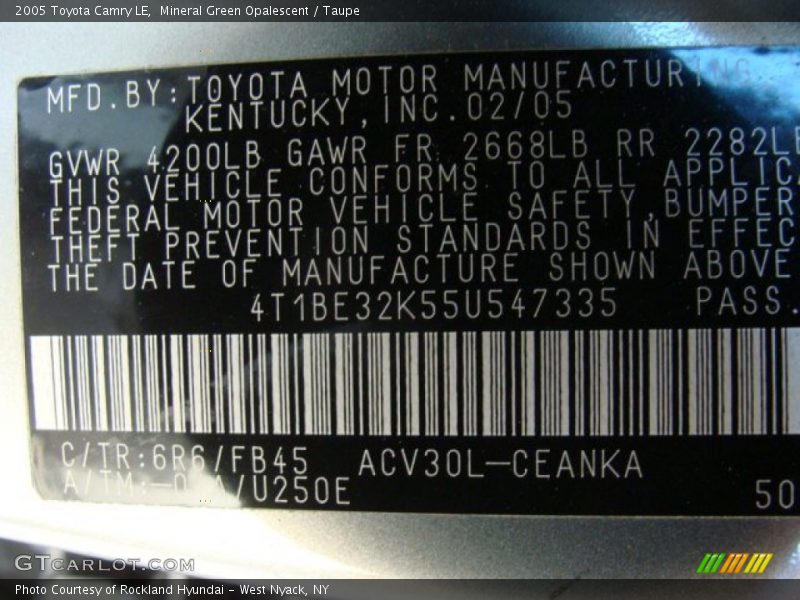 2005 Toyota Camry LE, Mineral Green Opalescent / Taupe
MFD.BY:TOYOTA MOTOR MANUFACTURING
KENTUCKY,INC.02/05
GVWR 4200LB GAWR FR 2668LB RR 2282LB
THIS VEHICLE CONFORMS TO ALL APPLICA
FEDERAL MOTOR VEHICLE SAFETY,BUMPER
THEFT PREVENTION STANDARDS IN EFFEC
THE DATE OF MANUFACTURE SHOWN ABOVE
4T1BE32K55U547335 PASS.
C/TR:6R6/FB45 ACV30L-CEANKA
A/TM: /U250E
50
GTCARLOT.COM
Photo Courtesy of Rockland Hyundai - West Nyack, NY